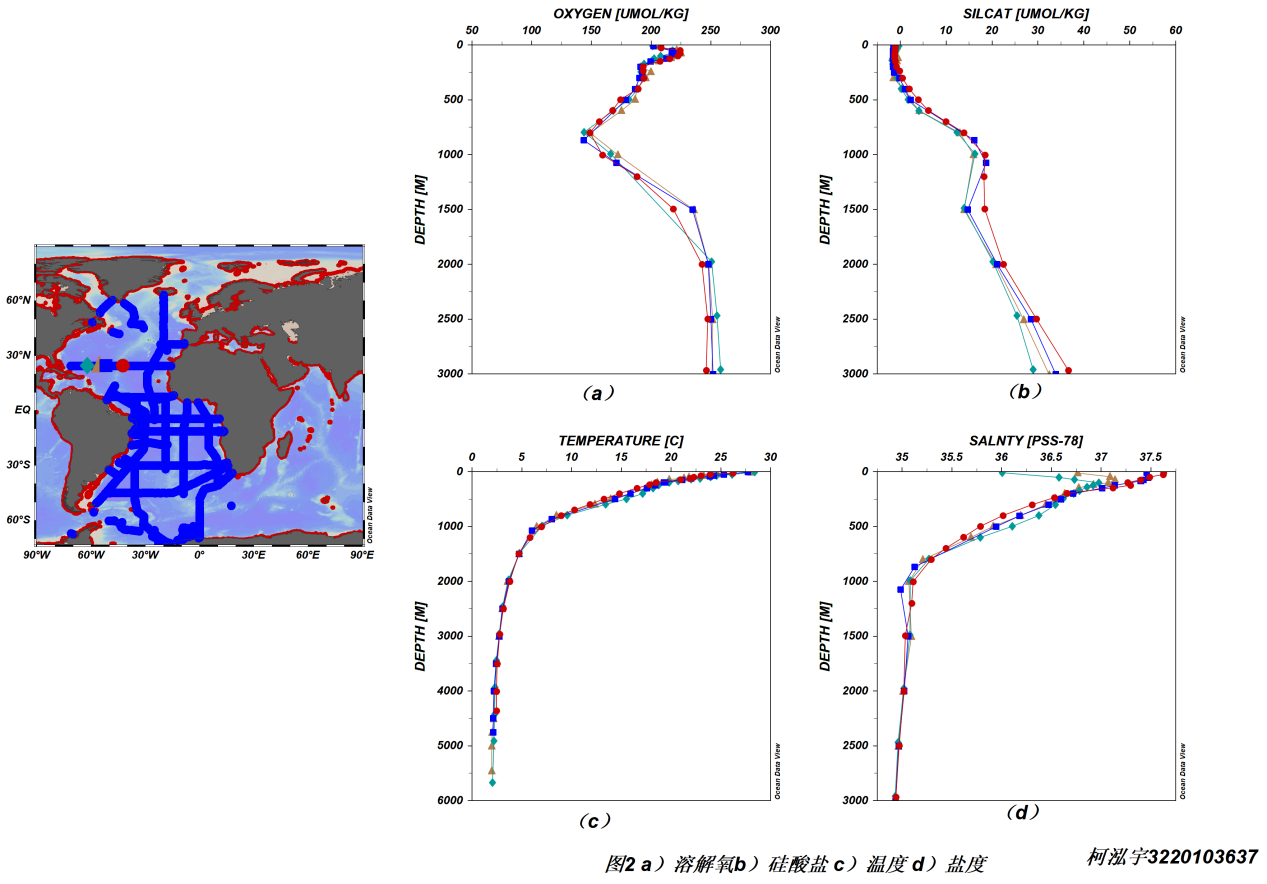 OXYGEN [UMOL/KG]
50 100 150 200 250 300
0
500
1000
1500
2000
2500
3000
DEPTH [M]
Ocean Data View
（a）
SILCAT [UMOL/KG]
0 10 20 30 40 50 60
0
500
1000
1500
2000
2500
3000
DEPTH [M]
Ocean Data View
（b）
60°N
30°N
EQ
30°S
60°S
90°W 60°W 30°W 0° 30°E 60°E 90°E
Ocean Data View
TEMPERATURE [C]
0 5 10 15 20 25 30
0
1000
2000
3000
4000
5000
6000
DEPTH [M]
Ocean Data View
（c）
SALNTY [PSS-78]
35 35.5 36 36.5 37 37.5
0
500
1000
1500
2000
2500
3000
DEPTH [M]
Ocean Data View
（d）
图2 a）溶解氧b）硅酸盐 c）温度 d）盐度
柯泓宇3220103637